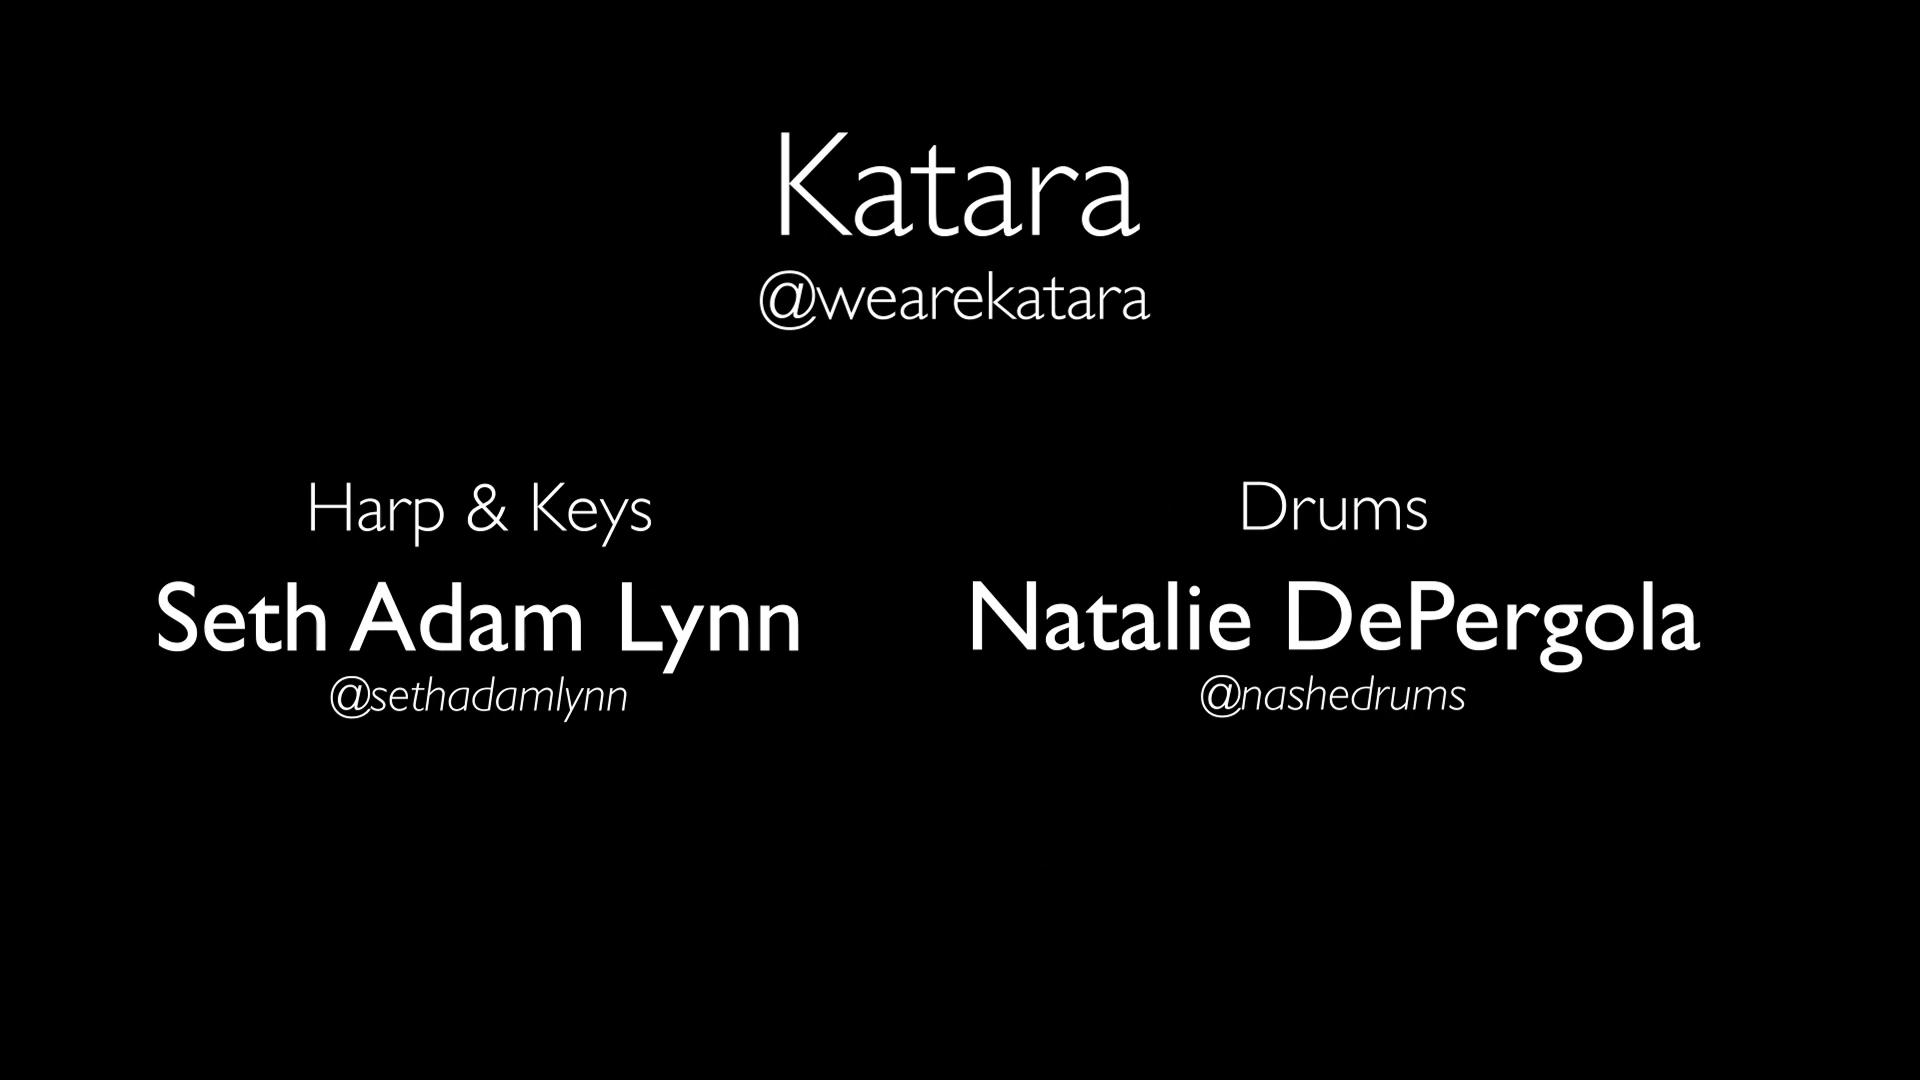 Katara
@wearekatara
Harp & Keys
Seth Adam Lynn
@sethadamlynn
Drums
Natalie DePergola
@nashedrums